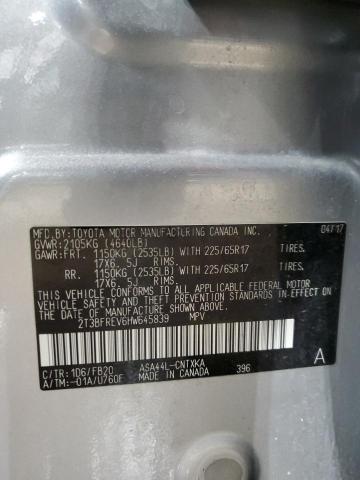 MFD.BY:TOYOTA MOTOR MANUFACTURING CANADA INC. 04/17
GVWR:2105KG (4640LB)
GAWR:FRT. 1150KG (2535LB) WITH 225/65R17 TIRES.
17X6. 5J RIMS.
RR. 1150KG (2535LB) WITH 225/65R17 TIRES.
17X6. 5J RIMS.
THIS VEHICLE CONFORMS TO ALL APPLICABLE FEDERAL MOTOR
VEHICLE SAFETY, BUMPER, AND THEFT PREVENTION STANDARDS
IN EFFECT ON THE DATE OF MANUFACTURE SHOWN ABOVE.
2T3BFREV6HW645839 MPV
A
C/TR:1D6/FB20 ASA44L-CNTXKA
A/TM:-01A/U760F MADE IN CANADA 396